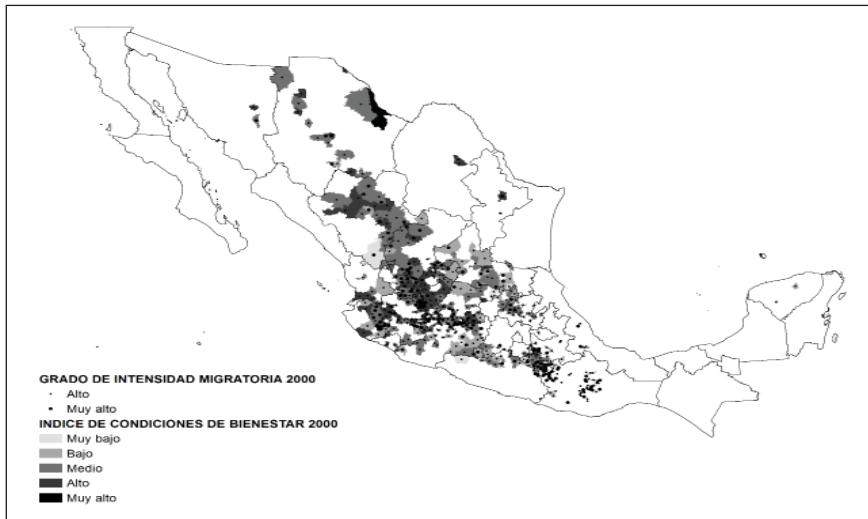 GRADO DE INTENSIDAD MIGRATORIA 2000
Alto
Muy alto
INDICE DE CONDICIONES DE BIENESTAR 2000
Muy bajo
Bajo
Medio
Alto
Muy alto